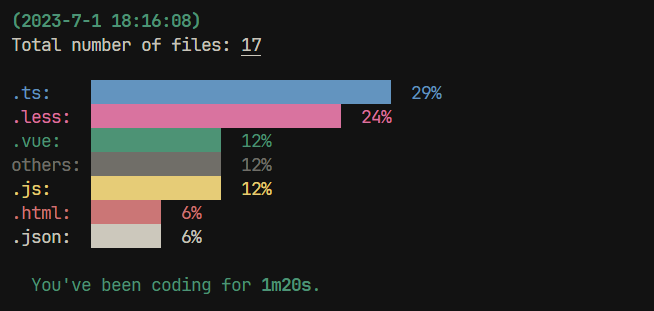 (2023-7-1 18:16:08)
Total number of files: 17
.ts: 29%
.less: 24%
.vue: 12%
others: 12%
.js: 12%
.html: 6%
.json: 6%
You've been coding for 1m20s.